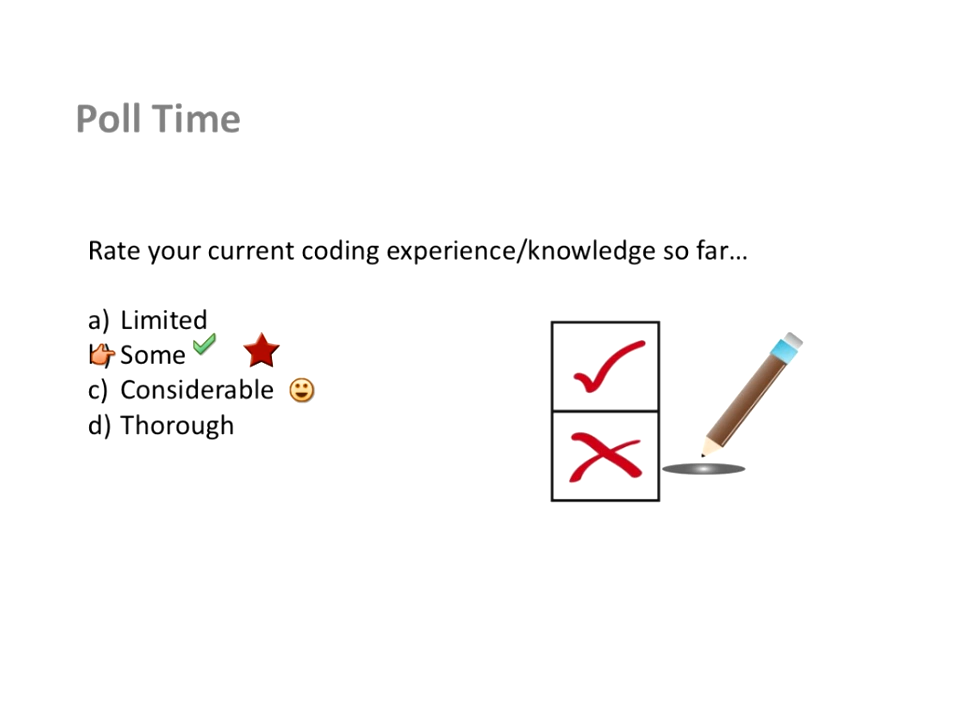 Poll Time
Rate your current coding experience/knowledge so far…
a) Limited
b) Some
c) Considerable
d) Thorough